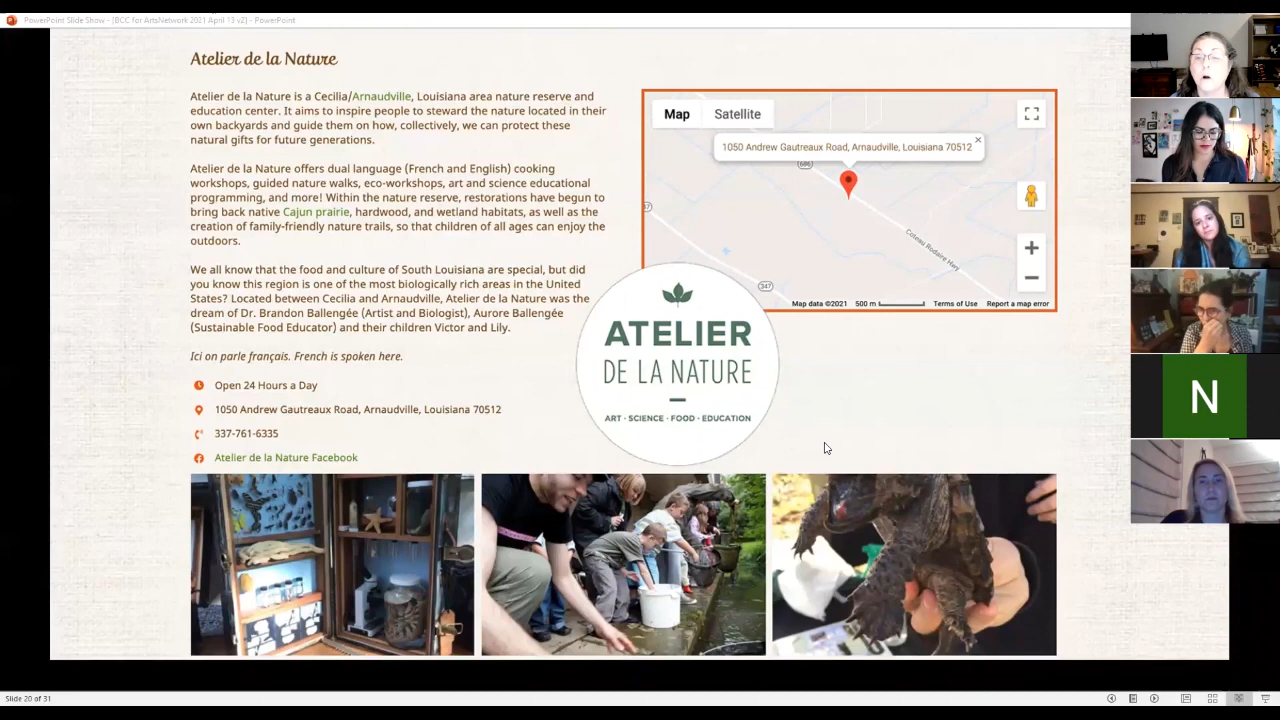 PowerPoint Slide Show - [BCC for ArtsNetwork 2021 April 13 v2] - PowerPoint
Atelier de la Nature
Atelier de la Nature is a Cecilia/Arnaudville, Louisiana area nature reserve and
education center. It aims to inspire people to steward the nature located in their
own backyards and guide them on how, collectively, we can protect these
natural gifts for future generations.
Atelier de la Nature offers dual language (French and English) cooking
workshops, guided nature walks, eco-workshops, art and science educational
programming, and more! Within the nature reserve, restorations have begun to
bring back native Cajun prairie, hardwood, and wetland habitats, as well as the
creation of family-friendly nature trails, so that children of all ages can enjoy the
outdoors.
We all know that the food and culture of South Louisiana are special, but did
you know this region is one of the most biologically rich areas in the United
States? Located between Cecilia and Arnaudville, Atelier de la Nature was the
dream of Dr. Brandon Ballengée (Artist and Biologist), Aurore Ballengée
(Sustainable Food Educator) and their children Victor and Lily.
Ici on parle français. French is spoken here.
Open 24 Hours a Day
1050 Andrew Gautreaux Road, Arnaudville, Louisiana 70512
337-761-6335
Atelier de la Nature Facebook
Map Satellite
1050 Andrew Gautreaux Road, Arnaudville, Louisiana 70512
686
Coteau Rodaire Hwy
347
Map data ©2021 500 m Terms of Use Report a map error
ATELIER
DE LA NATURE
ART · SCIENCE · FOOD · EDUCATION
N
Slide 20 of 31